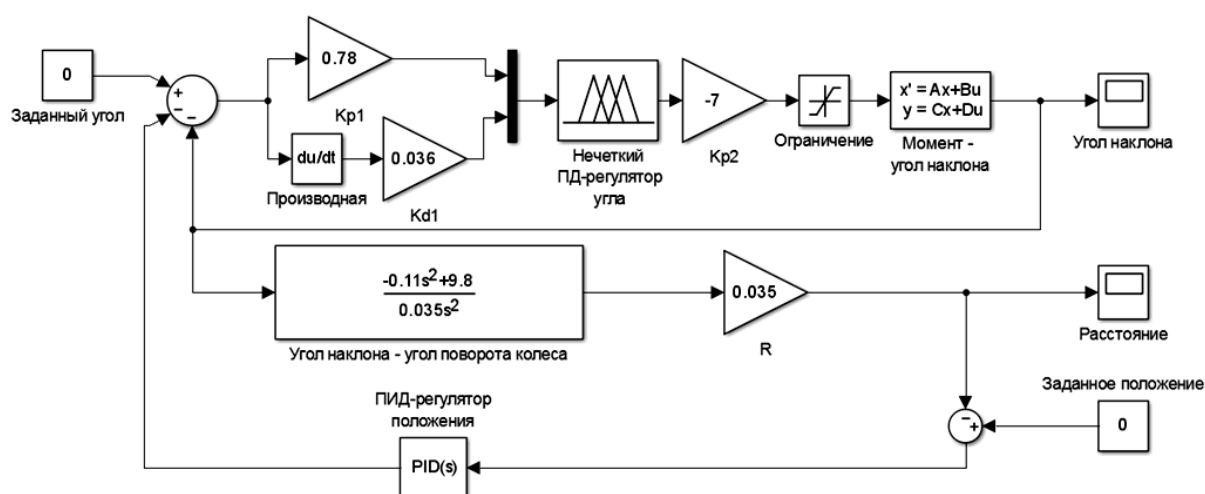 0
Заданный угол
+
−
−
0.78
Kp1
du/dt
Производная
0.036
Kd1
Нечеткий
ПД-регулятор
угла
-7
Kp2
Ограничение
x' = Ax+Bu
y = Cx+Du
Момент -
угол наклона
Угол наклона
-0.11s²+9.8
0.035s²
Угол наклона - угол поворота колеса
0.035
R
Расстояние
Заданное положение
0
−
+
ПИД-регулятор
положения
PID(s)